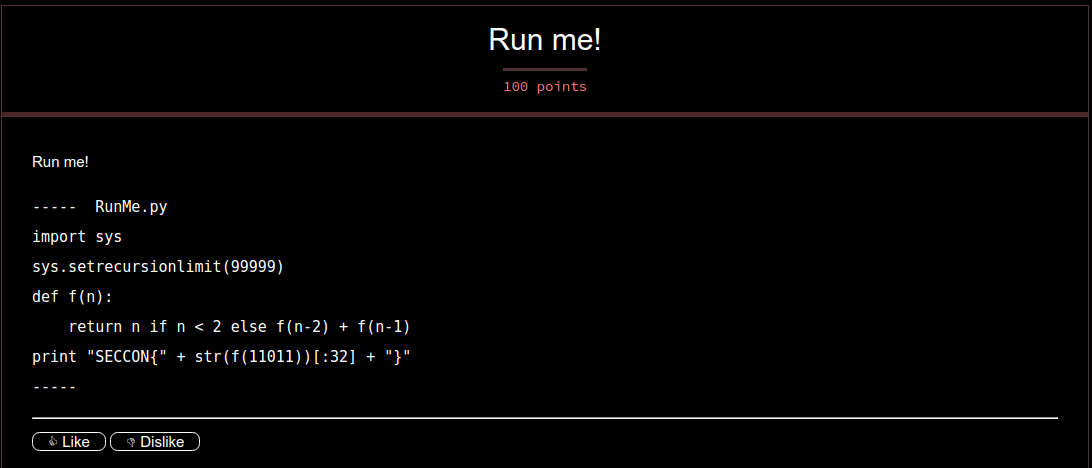 Run me!
100 points
Run me!
-----  RunMe.py
import sys
sys.setrecursionlimit(99999)
def f(n):
    return n if n < 2 else f(n-2) + f(n-1)
print "SECCON{" + str(f(11011))[:32] + "}"
-----
Like Dislike